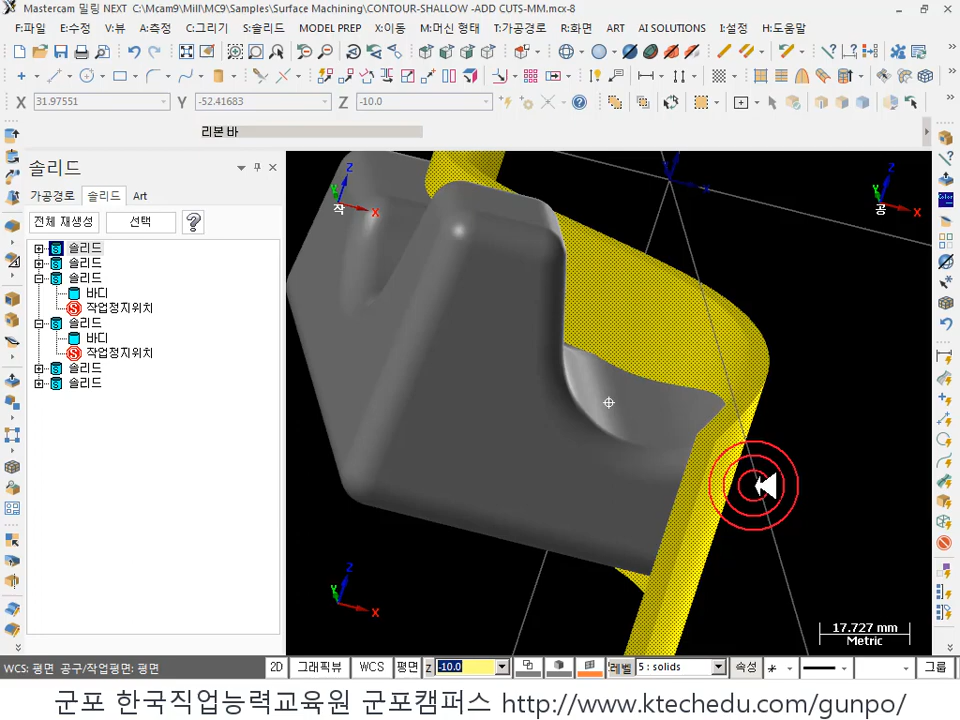 Mastercam 밀링 NEXT  C:\Mcam9\Mill\MC9\Samples\Surface Machining\CONTOUR-SHALLOW -ADD CUTS-MM.mcx-8
F:파일 E:수정 V:뷰 A:측정 C:그리기 S:솔리드 MODEL PREP X:이동 M:머신 형태 T:가공경로 R:화면 ART AI SOLUTIONS I:설정 H:도움말
X 31.97551 Y -52.41683 Z -10.0
리본 바
솔리드
가공경로 솔리드 Art
전체 재생성 선택
솔리드
솔리드
솔리드
바디
작업정지위치
솔리드
바디
작업정지위치
솔리드
솔리드
Z
Y
X
작
Z
Y
X
공
Z
Y
X
17.727 mm
Metric
WCS: 평면 공구/작업평면: 평면 2D 그래픽뷰 WCS 평면 Z -10.0 레벨 5 : solids 속성 그룹
군포 한국직업능력교육원 군포캠퍼스 http://www.ktechedu.com/gunpo/